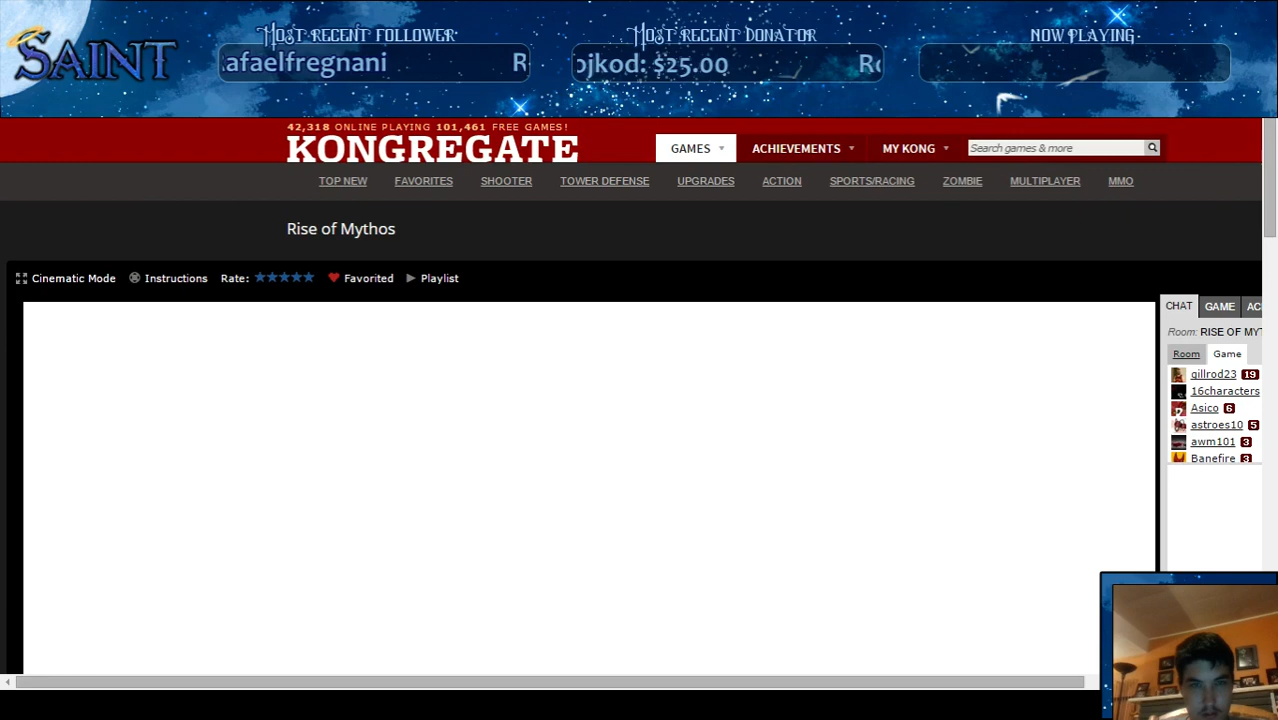 SAINT
MOST RECENT FOLLOWER
afaelfregnani R
MOST RECENT DONATOR
ojkod: $25.00
NOW PLAYING
42,318 ONLINE PLAYING 101,461 FREE GAMES!
KONGREGATE
GAMES ACHIEVEMENTS MY KONG Search games & more
TOP NEW FAVORITES SHOOTER TOWER DEFENSE UPGRADES ACTION SPORTS/RACING ZOMBIE MULTIPLAYER MMO
Rise of Mythos
Cinematic Mode Instructions Rate: Favorited Playlist
CHAT GAME AC
Room: RISE OF MYT
Room Game
gillrod23 19
16characters
Asico 6
astroes10 5
awm101 3
Banefire 3